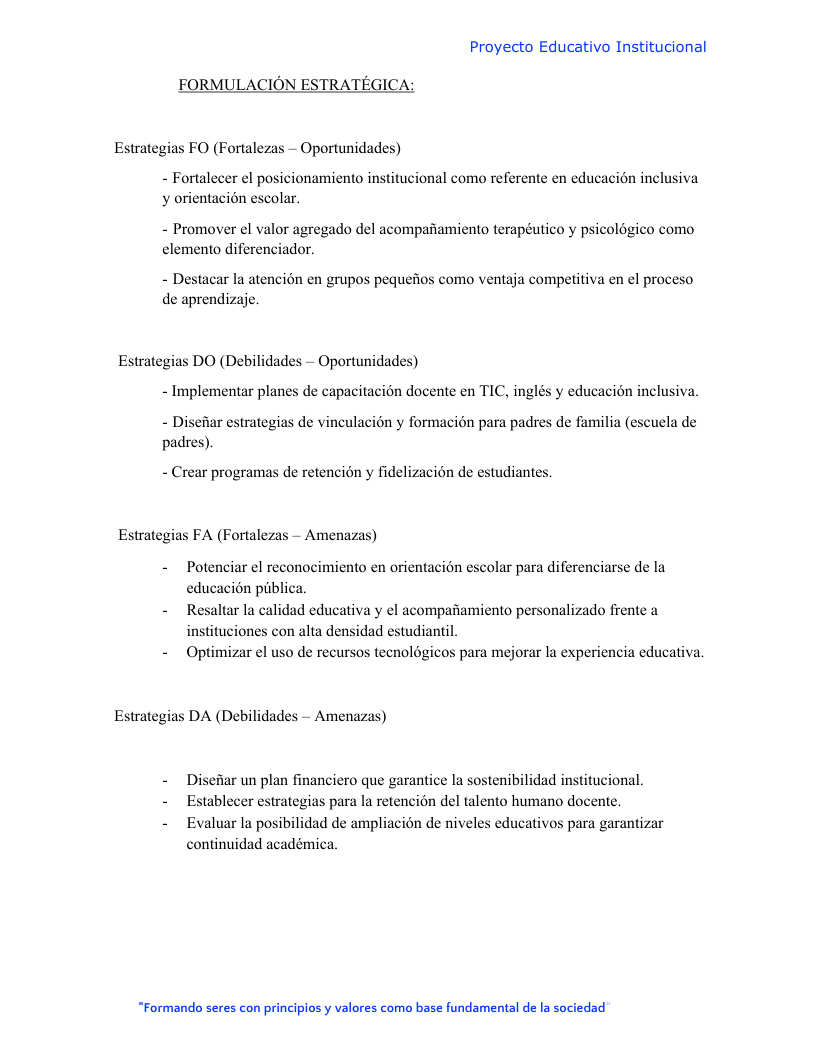 Proyecto Educativo Institucional
FORMULACIÓN ESTRATÉGICA:
Estrategias FO (Fortalezas – Oportunidades)
- Fortalecer el posicionamiento institucional como referente en educación inclusiva
y orientación escolar.
- Promover el valor agregado del acompañamiento terapéutico y psicológico como
elemento diferenciador.
- Destacar la atención en grupos pequeños como ventaja competitiva en el proceso
de aprendizaje.
Estrategias DO (Debilidades – Oportunidades)
- Implementar planes de capacitación docente en TIC, inglés y educación inclusiva.
- Diseñar estrategias de vinculación y formación para padres de familia (escuela de
padres).
- Crear programas de retención y fidelización de estudiantes.
Estrategias FA (Fortalezas – Amenazas)
- Potenciar el reconocimiento en orientación escolar para diferenciarse de la
educación pública.
- Resaltar la calidad educativa y el acompañamiento personalizado frente a
instituciones con alta densidad estudiantil.
- Optimizar el uso de recursos tecnológicos para mejorar la experiencia educativa.
Estrategias DA (Debilidades – Amenazas)
- Diseñar un plan financiero que garantice la sostenibilidad institucional.
- Establecer estrategias para la retención del talento humano docente.
- Evaluar la posibilidad de ampliación de niveles educativos para garantizar
continuidad académica.
"Formando seres con principios y valores como base fundamental de la sociedad"